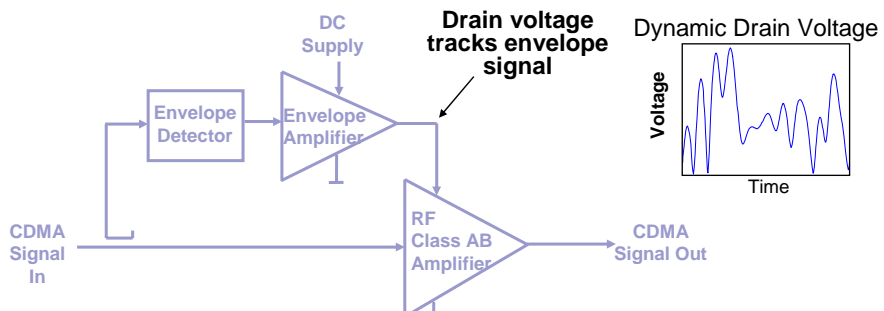 DC
Supply
Drain voltage
tracks envelope
signal
Dynamic Drain Voltage
Voltage
Time
Envelope
Detector
Envelope
Amplifier
CDMA
Signal
In
RF
Class AB
Amplifier
CDMA
Signal Out